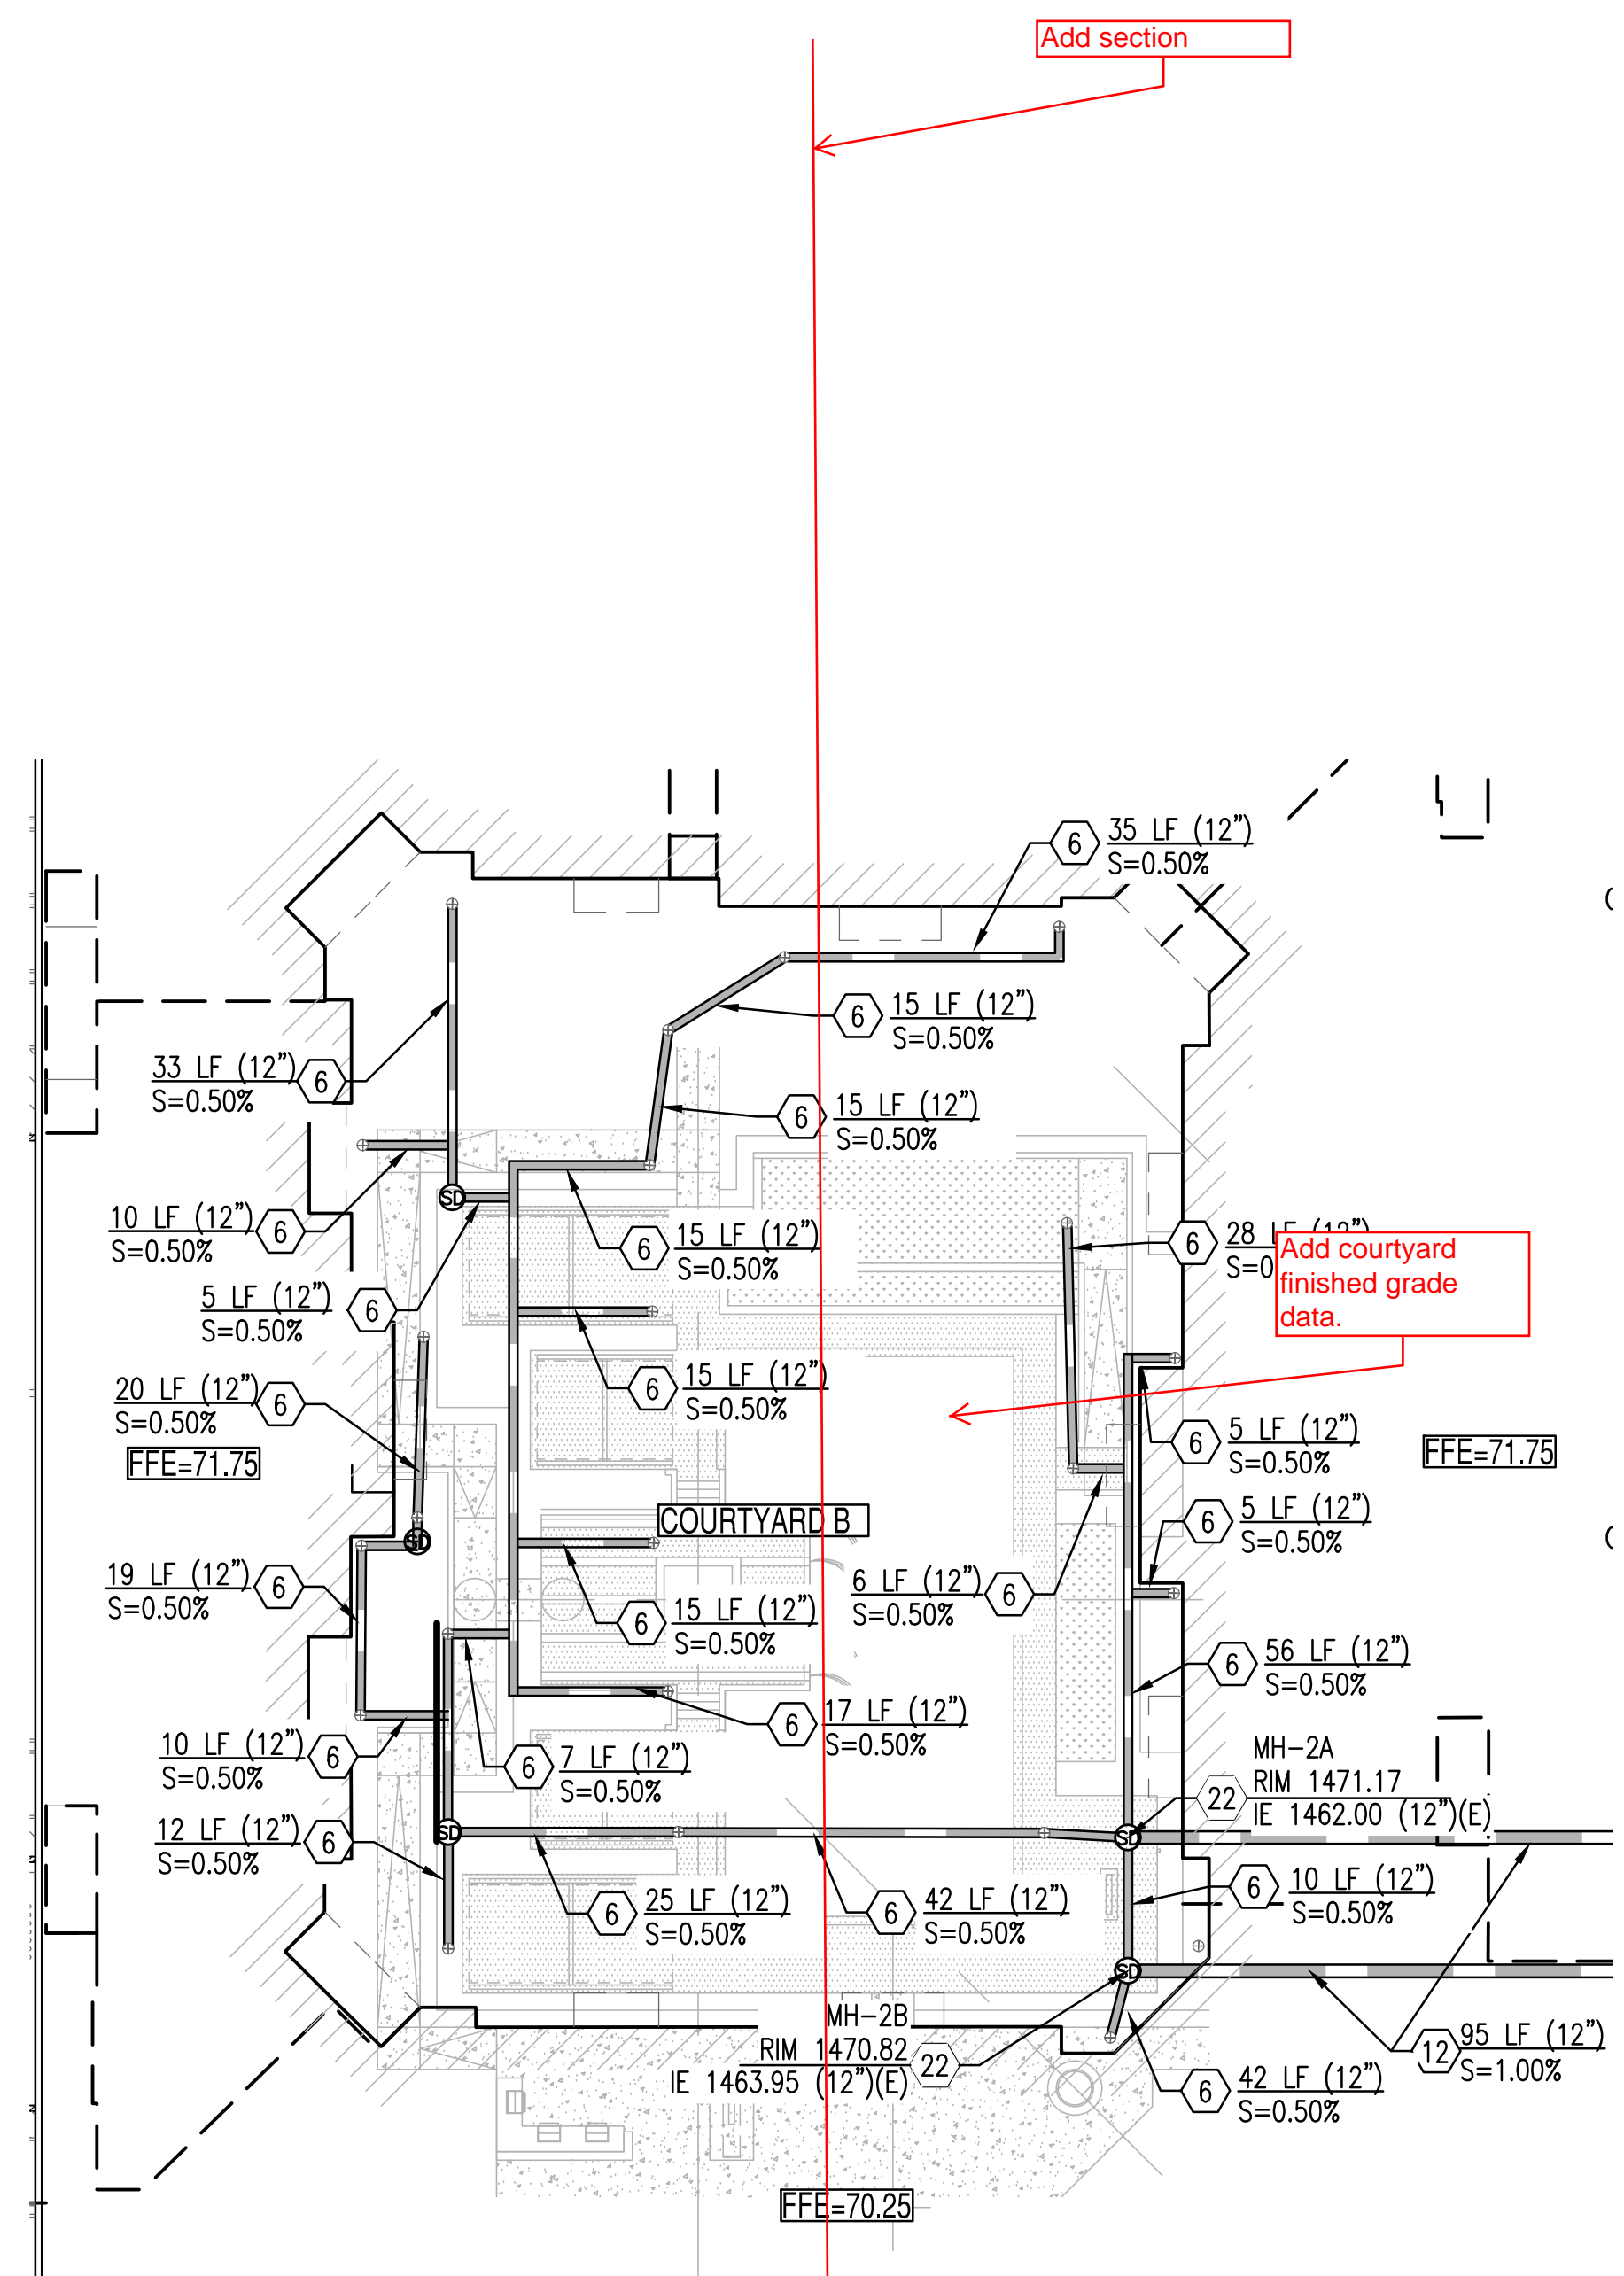 Add section
6
35 LF (12")
S=0.50%
6
15 LF (12")
S=0.50%
33 LF (12")
S=0.50%
6
6
15 LF (12")
S=0.50%
10 LF (12")
S=0.50%
6
SD
6
15 LF (12")
S=0.50%
6
28
S=0
Add courtyard
finished grade
data.
5 LF (12")
S=0.50%
6
6
15 LF (12")
S=0.50%
20 LF (12")
S=0.50%
6
FFE=71.75
6
5 LF (12")
S=0.50%
FFE=71.75
COURTYARD B
SD
6
5 LF (12")
S=0.50%
19 LF (12")
S=0.50%
6
6
15 LF (12")
S=0.50%
6 LF (12")
S=0.50%
6
6
56 LF (12")
S=0.50%
6
17 LF (12")
S=0.50%
10 LF (12")
S=0.50%
6
6
7 LF (12")
S=0.50%
MH-2A
RIM 1471.17
IE 1462.00 (12")(E)
22
12 LF (12")
S=0.50%
6
SD
SD
6
25 LF (12")
S=0.50%
6
42 LF (12")
S=0.50%
6
10 LF (12")
S=0.50%
SD
MH-2B
RIM 1470.82
IE 1463.95 (12")(E)
22
12
95 LF (12")
S=1.00%
6
42 LF (12")
S=0.50%
FFE=70.25